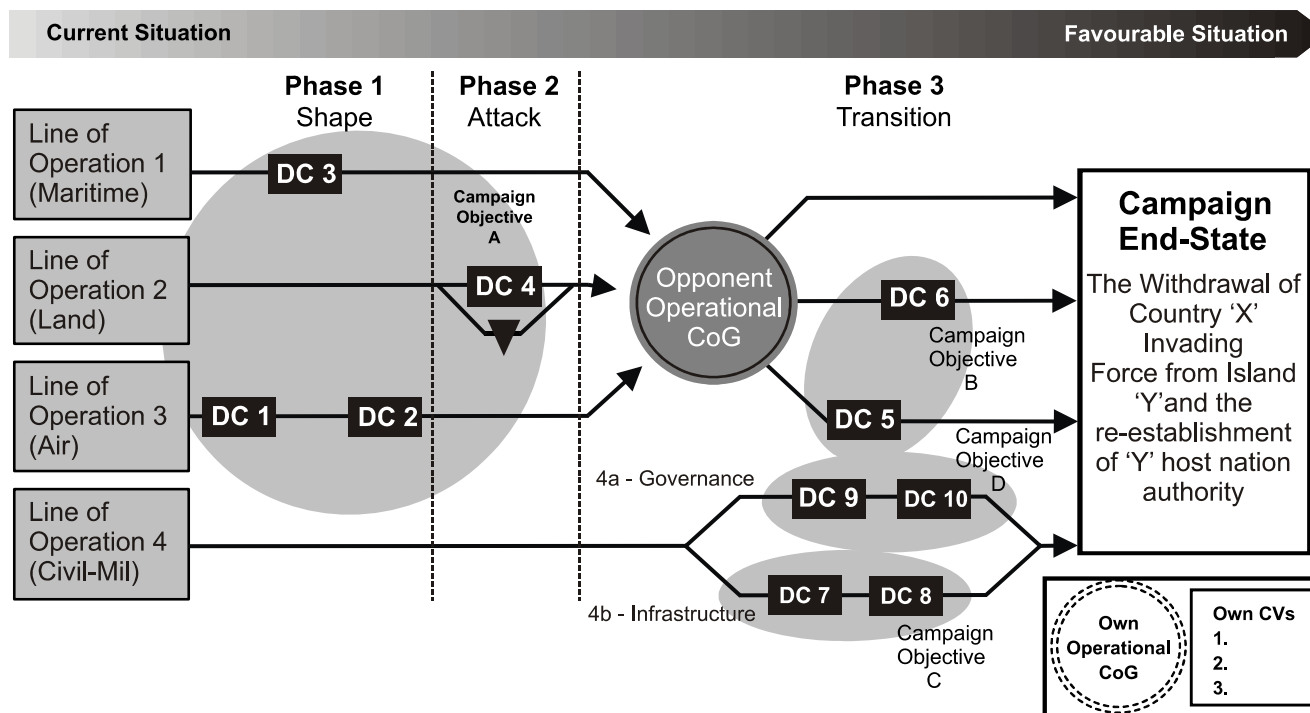 Current Situation
Favourable Situation
Phase 1
Shape
Phase 2
Attack
Phase 3
Transition
Line of
Operation 1
(Maritime)
DC 3
Campaign
Objective
A
Line of
Operation 2
(Land)
DC 4
Opponent
Operational
CoG
DC 6
Campaign
Objective
B
Line of
Operation 3
(Air)
DC 1
DC 2
DC 5
Campaign
Objective
D
4a - Governance
DC 9
DC 10
Line of
Operation 4
(Civil-Mil)
4b - Infrastructure
DC 7
DC 8
Campaign
Objective
C
Campaign
End-State
The Withdrawal of
Country ‘X’
Invading
Force from Island
‘Y’and the
re-establishment
of ‘Y’ host nation
authority
Own
Operational
CoG
Own CVs
1.
2.
3.